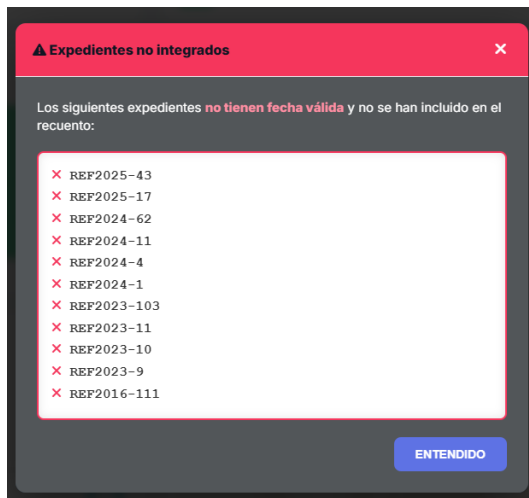 Expedientes no integrados
Los siguientes expedientes no tienen fecha válida y no se han incluido en el
recuento:
REF2025-43
REF2025-17
REF2024-62
REF2024-11
REF2024-4
REF2024-1
REF2023-103
REF2023-11
REF2023-10
REF2023-9
REF2016-111
ENTENDIDO